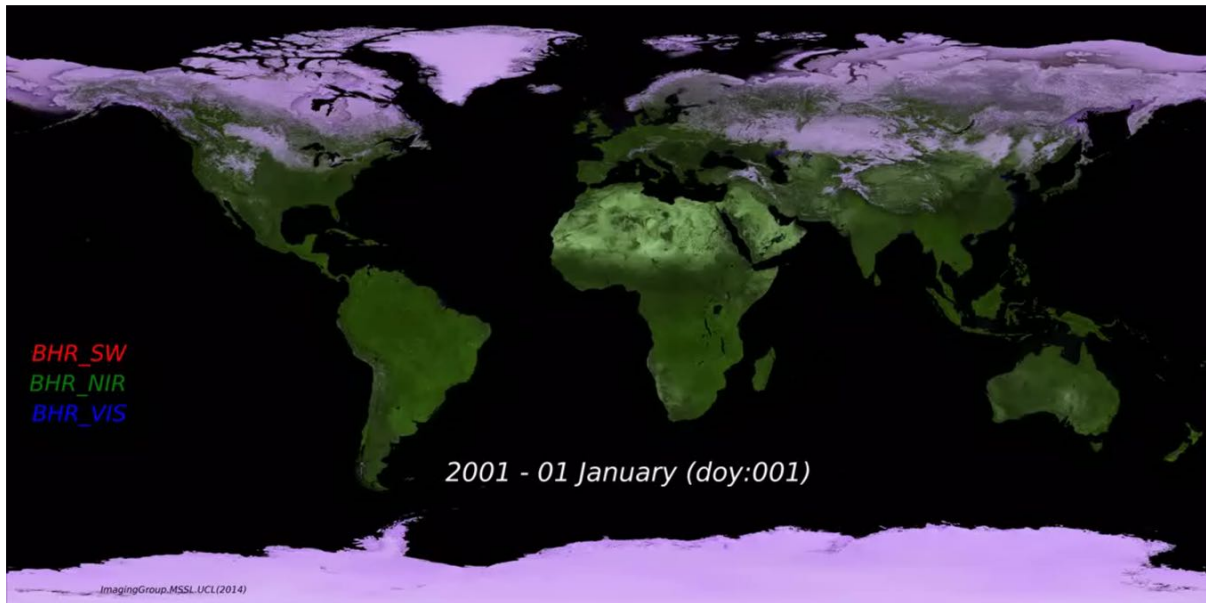 BHR_SW
BHR_NIR
BHR_VIS
2001 - 01 January (doy:001)
ImagingGroup.MSSL.UCL(2014)